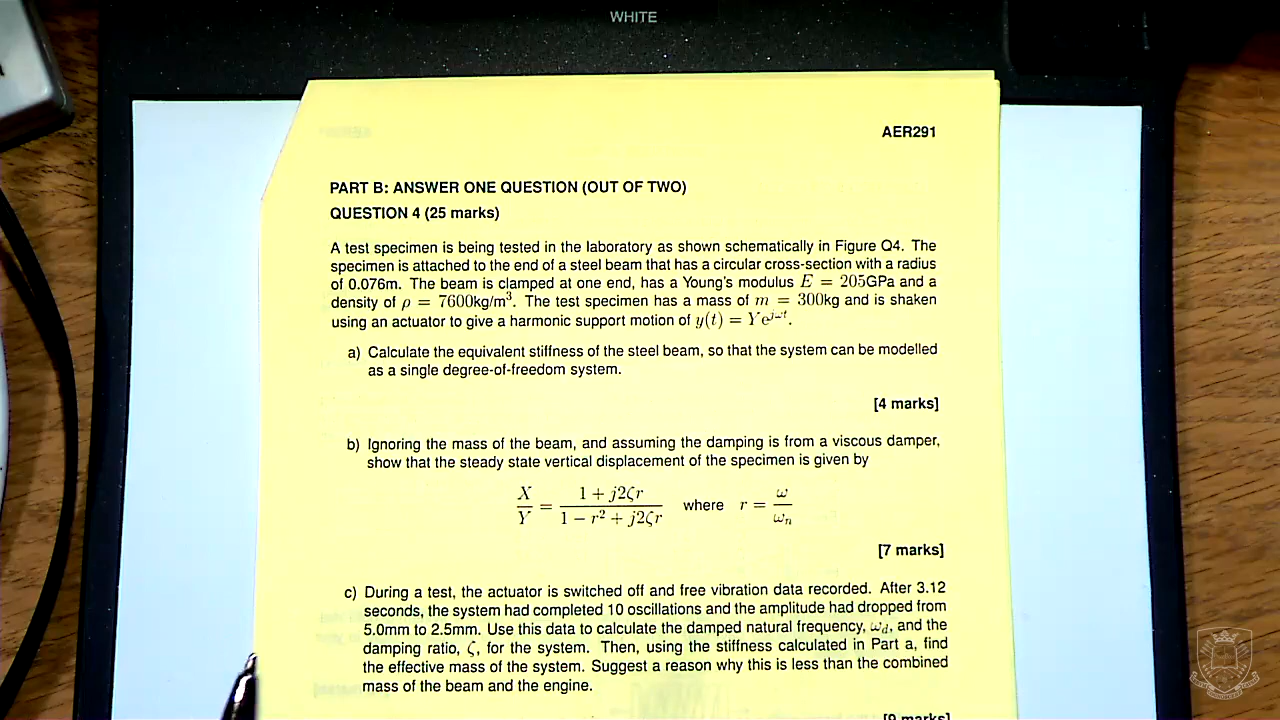 WHITE
AER291
PART B: ANSWER ONE QUESTION (OUT OF TWO)
QUESTION 4 (25 marks)
A test specimen is being tested in the laboratory as shown schematically in Figure Q4. The
specimen is attached to the end of a steel beam that has a circular cross-section with a radius
of 0.076m. The beam is clamped at one end, has a Young's modulus E = 205GPa and a
density of ρ = 7600kg/m³. The test specimen has a mass of m = 300kg and is shaken
using an actuator to give a harmonic support motion of y(t) = Ye^{jωt}.
a) Calculate the equivalent stiffness of the steel beam, so that the system can be modelled
as a single degree-of-freedom system.
[4 marks]
b) Ignoring the mass of the beam, and assuming the damping is from a viscous damper,
show that the steady state vertical displacement of the specimen is given by
X/Y = (1 + j2ζr)/(1 − r² + j2ζr) where r = ω/ωₙ
[7 marks]
c) During a test, the actuator is switched off and free vibration data recorded. After 3.12
seconds, the system had completed 10 oscillations and the amplitude had dropped from
5.0mm to 2.5mm. Use this data to calculate the damped natural frequency, ω_d, and the
damping ratio, ζ, for the system. Then, using the stiffness calculated in Part a, find
the effective mass of the system. Suggest a reason why this is less than the combined
mass of the beam and the engine.
[9 marks]